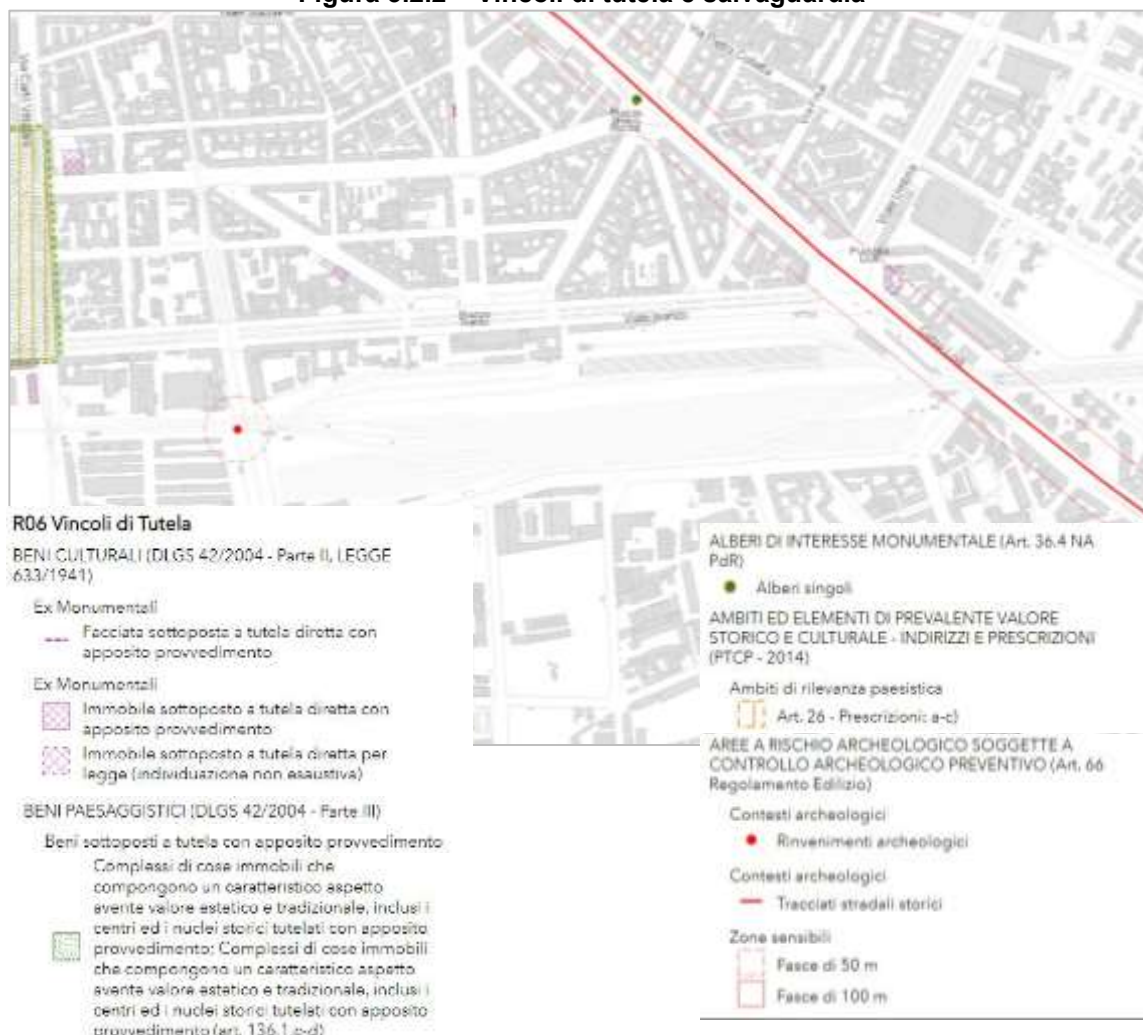 Figura 3.2.2 – Vincoli di tutela e salvaguardia
Viale Umbria
Viale Isonzo
R06 Vincoli di Tutela
BENI CULTURALI (DLGS 42/2004 - Parte II, LEGGE
633/1941)
Ex Monumentali
Facciata sottoposta a tutela diretta con
apposito provvedimento
Ex Monumentali
Immobile sottoposto a tutela diretta con
apposito provvedimento
Immobile sottoposto a tutela diretta per
legge (individuazione non esaustiva)
BENI PAESAGGISTICI (DLGS 42/2004 - Parte III)
Beni sottoposti a tutela con apposito provvedimento
Complessi di cose immobili che
compongono un caratteristico aspetto
avente valore estetico e tradizionale, inclusi i
centri ed i nuclei storici tutelati con apposito
provvedimento; Complessi di cose immobili
che compongono un caratteristico aspetto
avente valore estetico e tradizionale, inclusi i
centri ed i nuclei storici tutelati con apposito
provvedimento (art. 136.1 c-d)
ALBERI DI INTERESSE MONUMENTALE (Art. 36.4 NA
PdR)
Alberi singoli
AMBITI ED ELEMENTI DI PREVALENTE VALORE
STORICO E CULTURALE - INDIRIZZI E PRESCRIZIONI
(PTCP - 2014)
Ambiti di rilevanza paesistica
Art. 26 - Prescrizioni: a-c)
AREE A RISCHIO ARCHEOLOGICO SOGGETTE A
CONTROLLO ARCHEOLOGICO PREVENTIVO (Art. 66
Regolamento Edilizio)
Contesti archeologici
Rinvenimenti archeologici
Contesti archeologici
Tracciati stradali storici
Zone sensibili
Fasce di 50 m
Fasce di 100 m